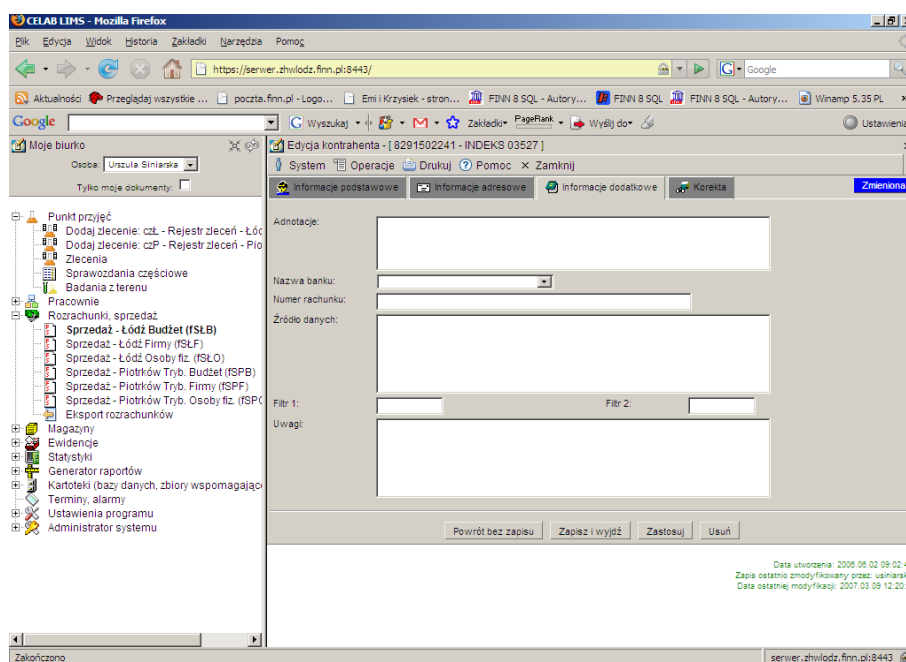 CELAB LIMS - Mozilla Firefox
Plik Edycja Widok Historia Zakładki Narzędzia Pomoc
https://serwer.zhwlodz.finn.pl:8443/ G Google
Aktualności Przeglądaj wszystkie ... poczta.finn.pl - Logo... Emi i Krzysiek - stron... FINN 8 SQL - Autory... FINN 8 SQL FINN 8 SQL - Autory... Winamp 5.35 PL
Google G Wyszukaj Zakładki PageRank Wyślij do Ustawienia
Moje biurko
Osoba: Urszula Siniarska
Tylko moje dokumenty:
Punkt przyjęć
Dodaj zlecenie: czŁ - Rejestr zleceń - Łóc
Dodaj zlecenie: czP - Rejestr zleceń - Pio
Zlecenia
Sprawozdania częściowe
Badania z terenu
Pracownie
Rozrachunki, sprzedaż
Sprzedaż - Łódź Budżet (fSŁB)
Sprzedaż - Łódź Firmy (fSŁF)
Sprzedaż - Łódź Osoby fiz. (fSŁO)
Sprzedaż - Piotrków Tryb. Budżet (fSPB)
Sprzedaż - Piotrków Tryb. Firmy (fSPF)
Sprzedaż - Piotrków Tryb. Osoby fiz. (fSPO
Eksport rozrachunków
Magazyny
Ewidencje
Statystyki
Generator raportów
Kartoteki (bazy danych, zbiory wspomagając
Terminy, alarmy
Ustawienia programu
Administrator systemu
Edycja kontrahenta - [ 8291502241 - INDEKS 03527 ]
System Operacje Drukuj Pomoc Zamknij
Informacje podstawowe Informacje adresowe Informacje dodatkowe Korekta Zmieniona
Adnotacje:
Nazwa banku:
Numer rachunku:
Źródło danych:
Filtr 1: Filtr 2:
Uwagi:
Powrót bez zapisu Zapisz i wyjdź Zastosuj Usuń
Data utworzenia: 2006.06.02 09:02:4
Zapis ostatnio zmodyfikowany przez: usiniarsk
Data ostatniej modyfikacji: 2007.03.09 12:20:
Zakończono serwer.zhwlodz.finn.pl:8443